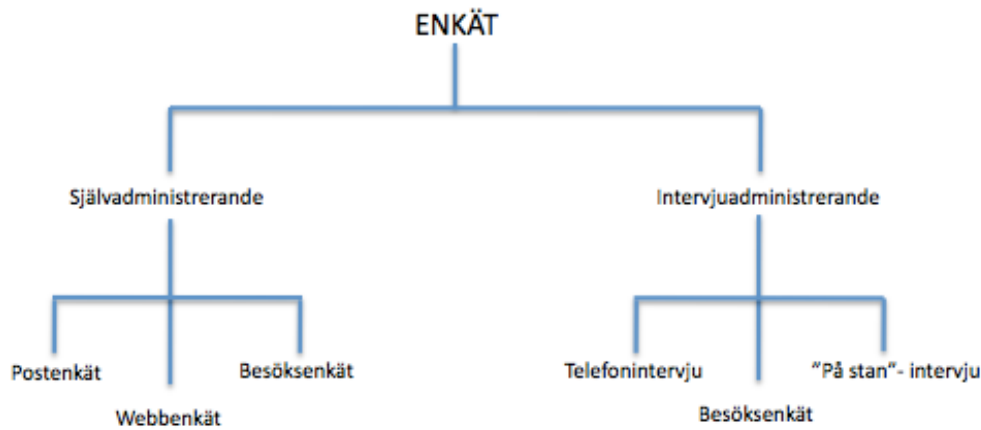 ENKÄT
Självadministrerande
Intervjuadministrerande
Postenkät
Besöksenkät
Telefonintervju
"På stan"- intervju
Webbenkät
Besöksenkät